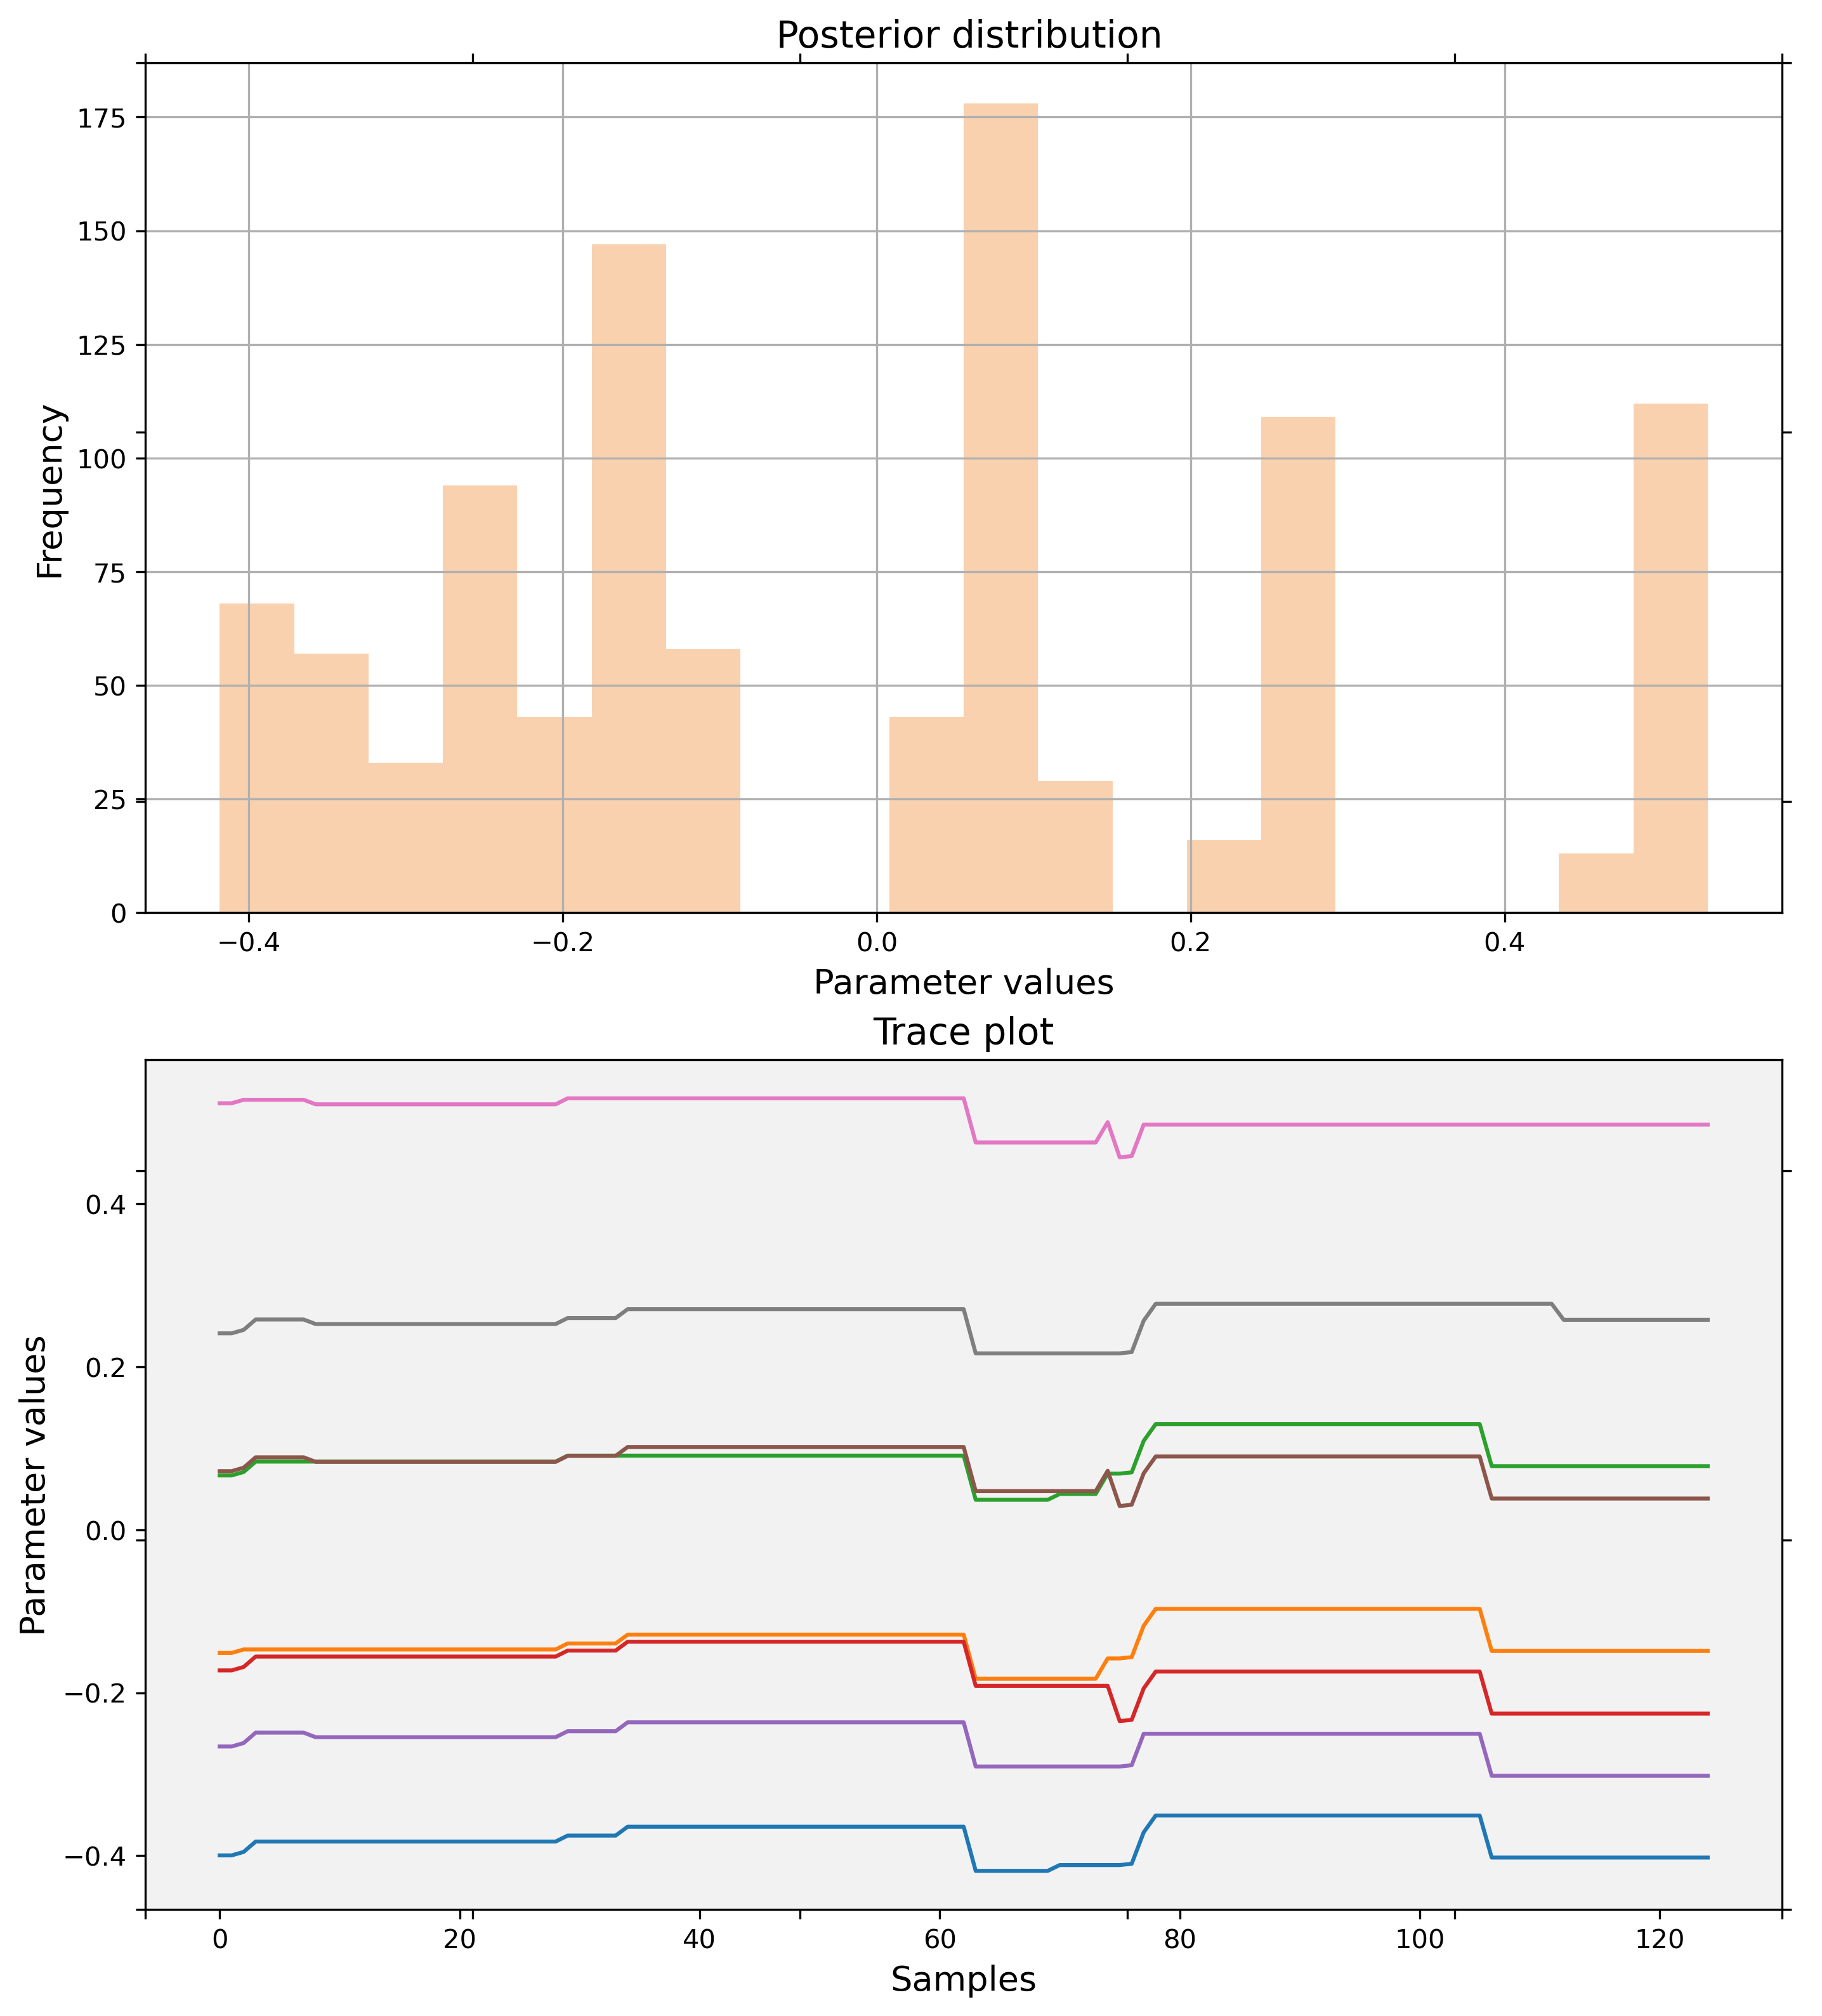 Posterior distribution
175
150
125
100
75
50
25
0
Frequency
−0.4 −0.2 0.0 0.2 0.4
Parameter values
Trace plot
0.4
0.2
0.0
−0.2
−0.4
Parameter values
0 20 40 60 80 100 120
Samples